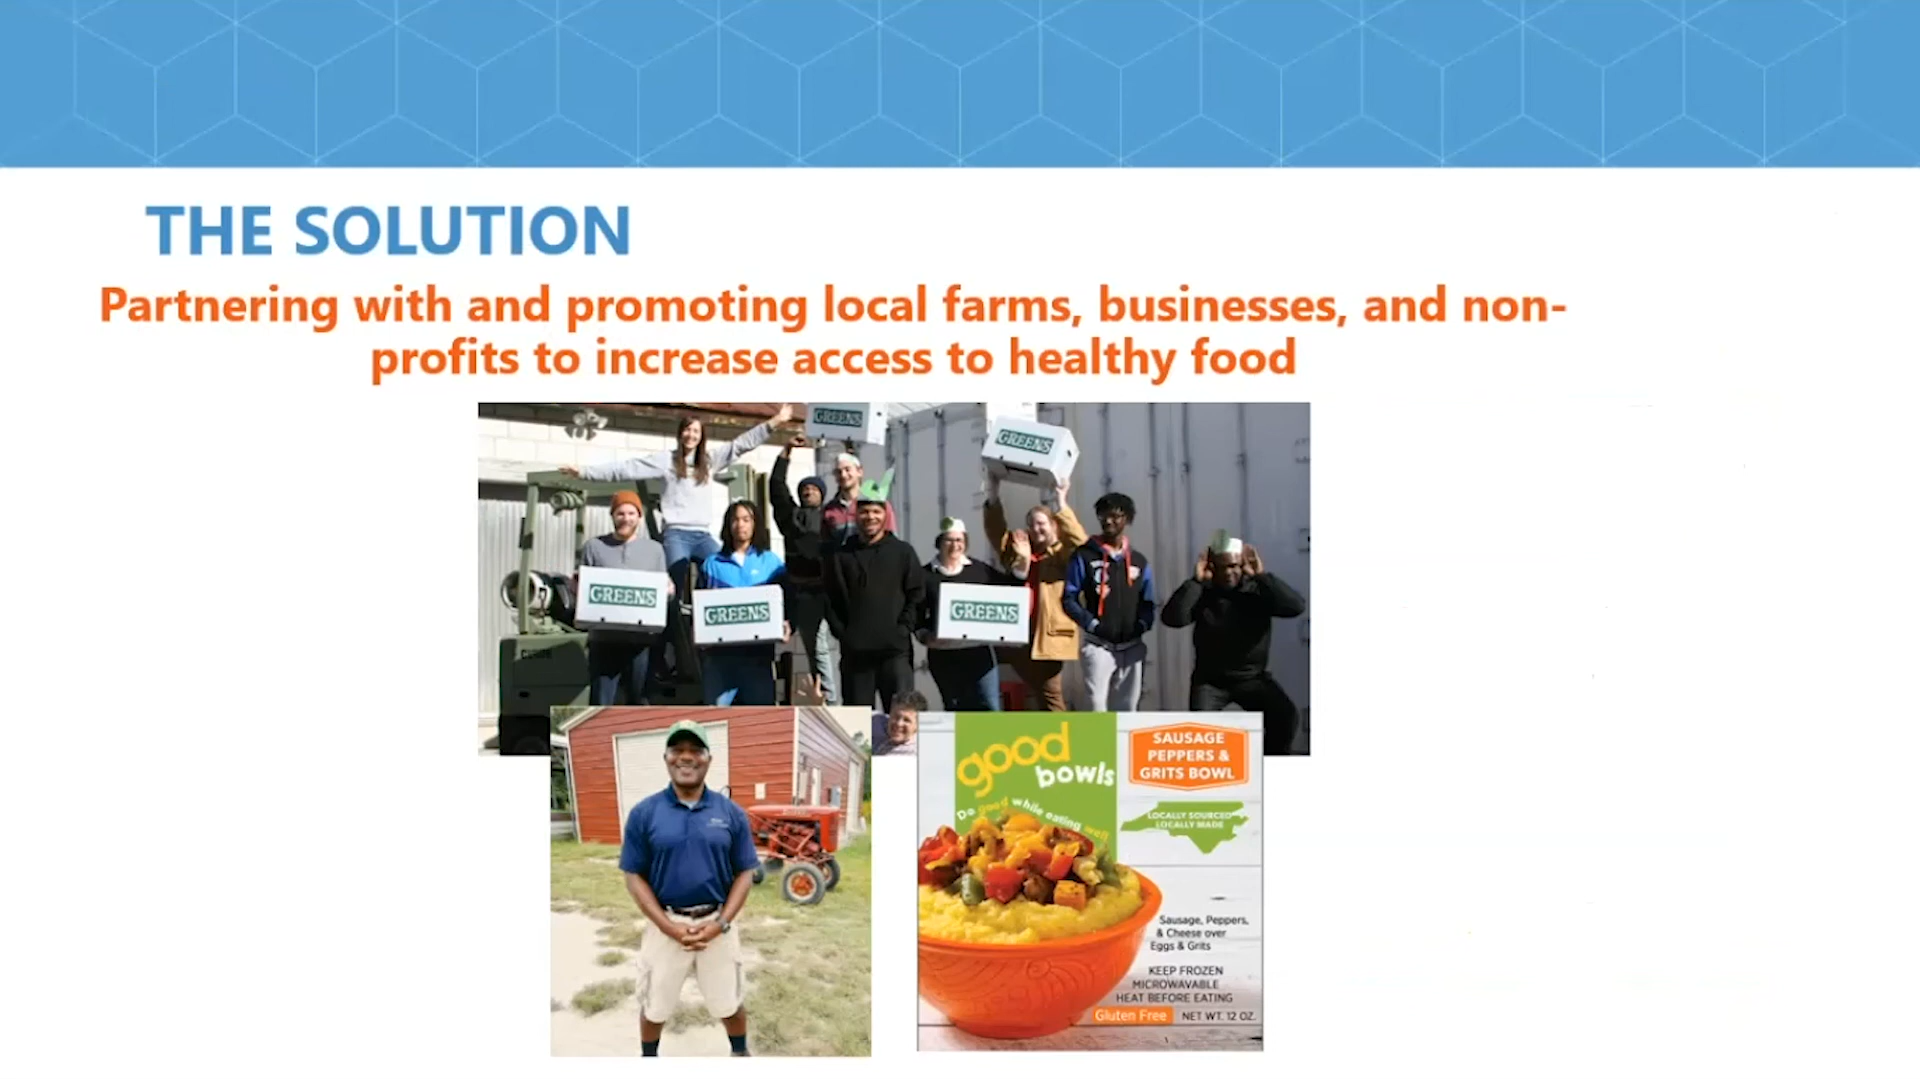 THE SOLUTION
Partnering with and promoting local farms, businesses, and non-
profits to increase access to healthy food
GREENS
GREENS
GREENS
GREENS
GREENS
good
bowls
Do good while eating well
SAUSAGE
PEPPERS &
GRITS BOWL
LOCALLY SOURCED
LOCALLY MADE
Sausage, Peppers,
& Cheese over
Eggs & Grits
KEEP FROZEN
MICROWAVABLE
HEAT BEFORE EATING
Gluten Free NET WT. 12 OZ.